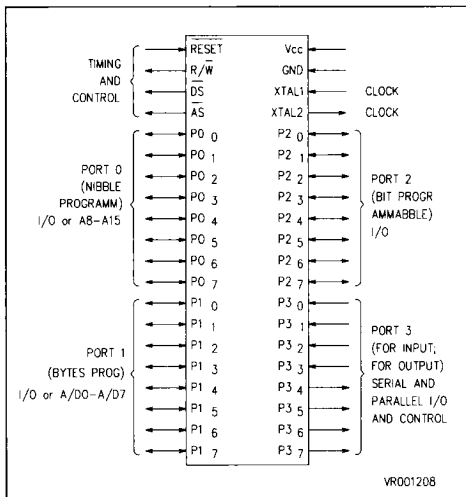 TIMING
AND
CONTROL
RESET
R/W
DS
AS
Vcc
GND
XTAL1 CLOCK
XTAL2 CLOCK
PORT 0
(NIBBLE
PROGRAMM)
I/O or A8-A15
P0 0
P0 1
P0 2
P0 3
P0 4
P0 5
P0 6
P0 7
P2 0
P2 1
P2 2
P2 3
P2 4
P2 5
P2 6
P2 7
PORT 2
(BIT PROGR
AMMABBLE)
I/O
PORT 1
(BYTES PROG)
I/O or A/D0-A/D7
P1 0
P1 1
P1 2
P1 3
P1 4
P1 5
P1 6
P1 7
P3 0
P3 1
P3 2
P3 3
P3 4
P3 5
P3 6
P3 7
PORT 3
(FOR INPUT;
FOR OUTPUT)
SERIAL AND
PARALLEL I/O
AND CONTROL
VR001208